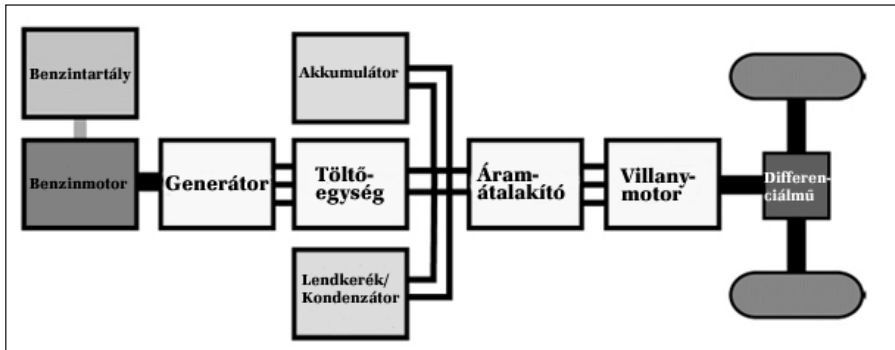 Benzintartály
Akkumulátor
Benzinmotor
Generátor
Töltő-
egység
Áram-
átalakító
Villany-
motor
Differen-
ciálmű
Lendkerék/
Kondenzátor